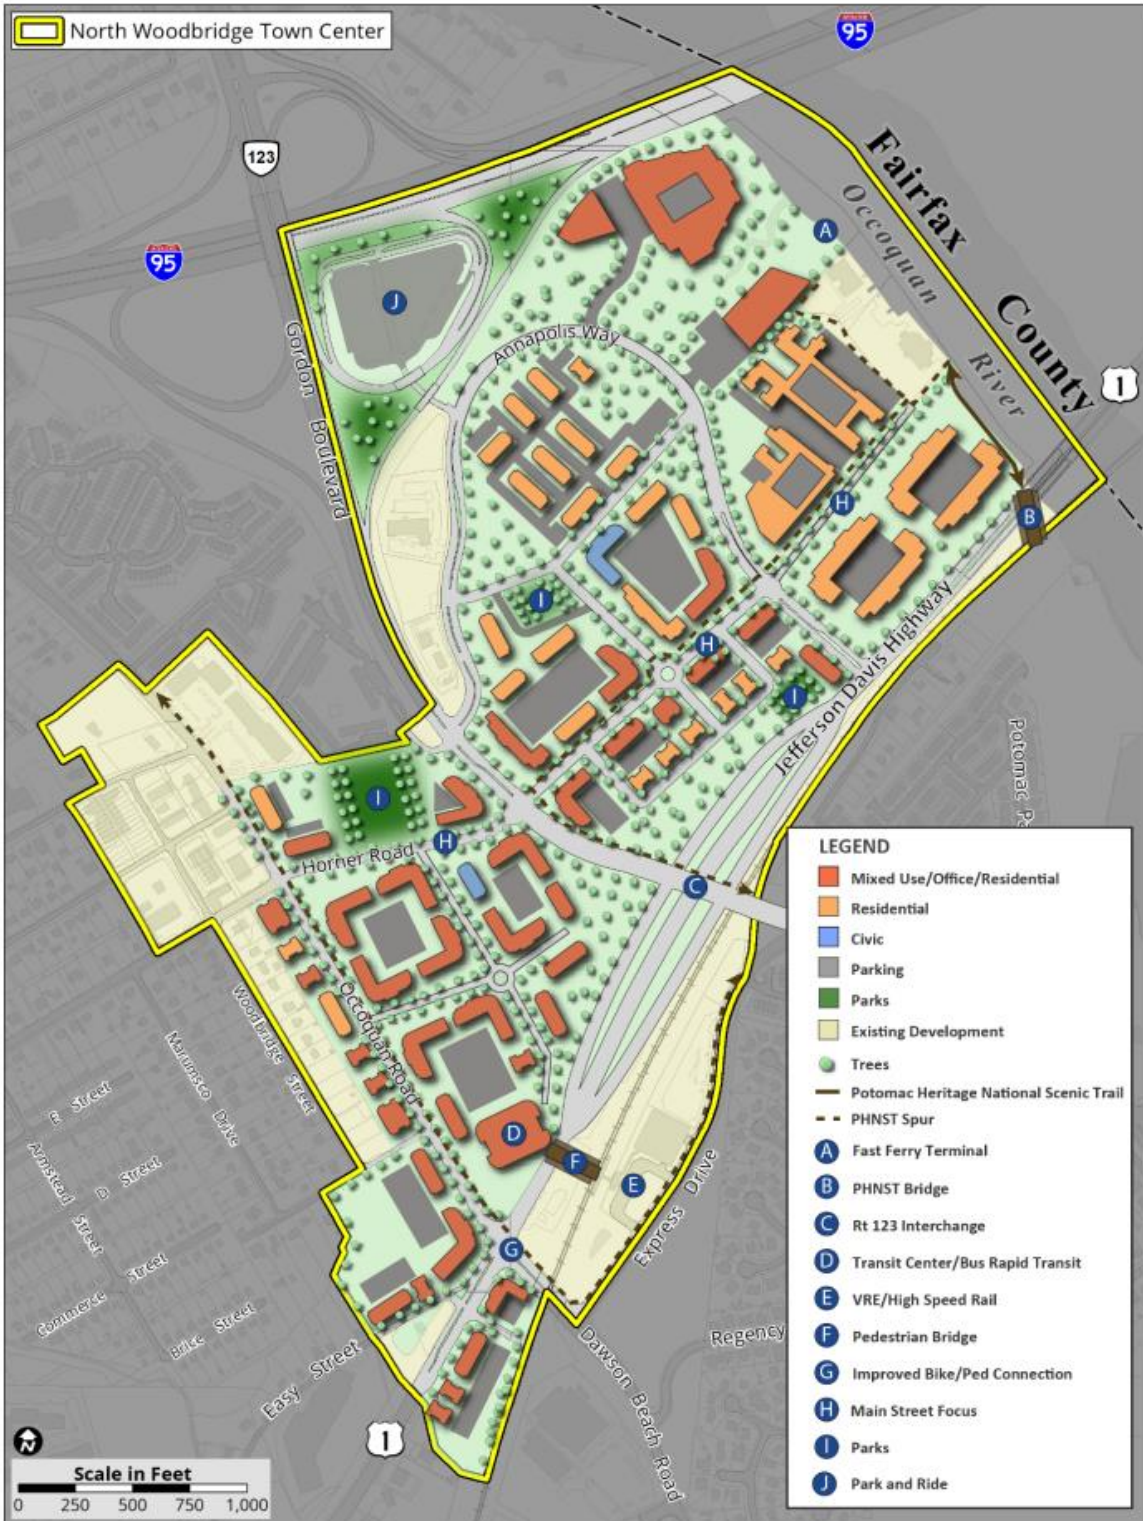 North Woodbridge Town Center
95
123
95
Fairfax
County
Occoquan
River
1
A
J
Annapolis Way
Gordon Boulevard
H
B
I
H
I
Jefferson Davis Highway
I
H
Horner Road
C
Potomac
Occoquan Road
Woodbridge Street
Marumsco Drive
E Street
D Street
Armstead Street
Commerce Street
Brice Street
D
F
E
G
Express Drive
Easy Street
Dawson Beach Road
Regency
1
LEGEND
Mixed Use/Office/Residential
Residential
Civic
Parking
Parks
Existing Development
Trees
Potomac Heritage National Scenic Trail
PHNST Spur
A Fast Ferry Terminal
B PHNST Bridge
C Rt 123 Interchange
D Transit Center/Bus Rapid Transit
E VRE/High Speed Rail
F Pedestrian Bridge
G Improved Bike/Ped Connection
H Main Street Focus
I Parks
J Park and Ride
N
Scale in Feet
0 250 500 750 1,000